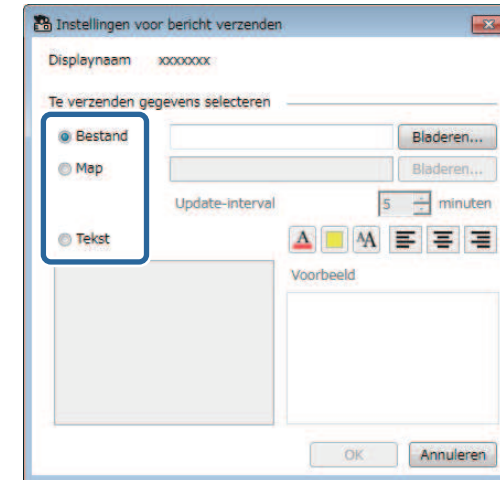 Instellingen voor bericht verzenden
Displaynaam xxxxxxx
Te verzenden gegevens selecteren
Bestand Bladeren...
Map Bladeren...
Update-interval 5 minuten
Tekst A AA
Voorbeeld
OK Annuleren